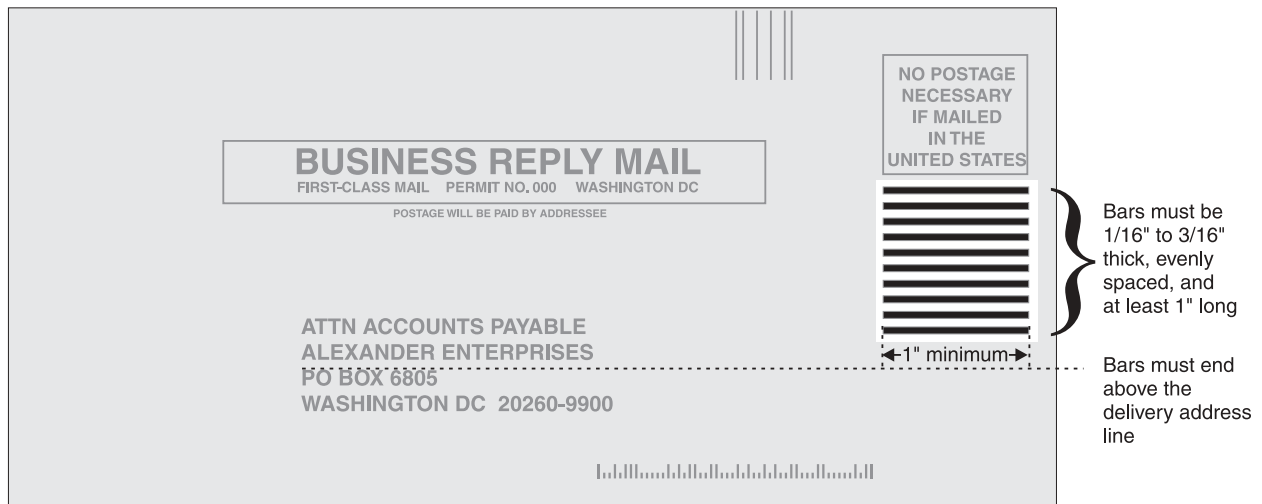 NO POSTAGE
NECESSARY
IF MAILED
IN THE
UNITED STATES
BUSINESS REPLY MAIL
FIRST-CLASS MAIL PERMIT NO. 000 WASHINGTON DC
POSTAGE WILL BE PAID BY ADDRESSEE
Bars must be
1/16" to 3/16"
thick, evenly
spaced, and
at least 1" long
ATTN ACCOUNTS PAYABLE
ALEXANDER ENTERPRISES
PO BOX 6805
WASHINGTON DC 20260-9900
1" minimum
Bars must end
above the
delivery address
line